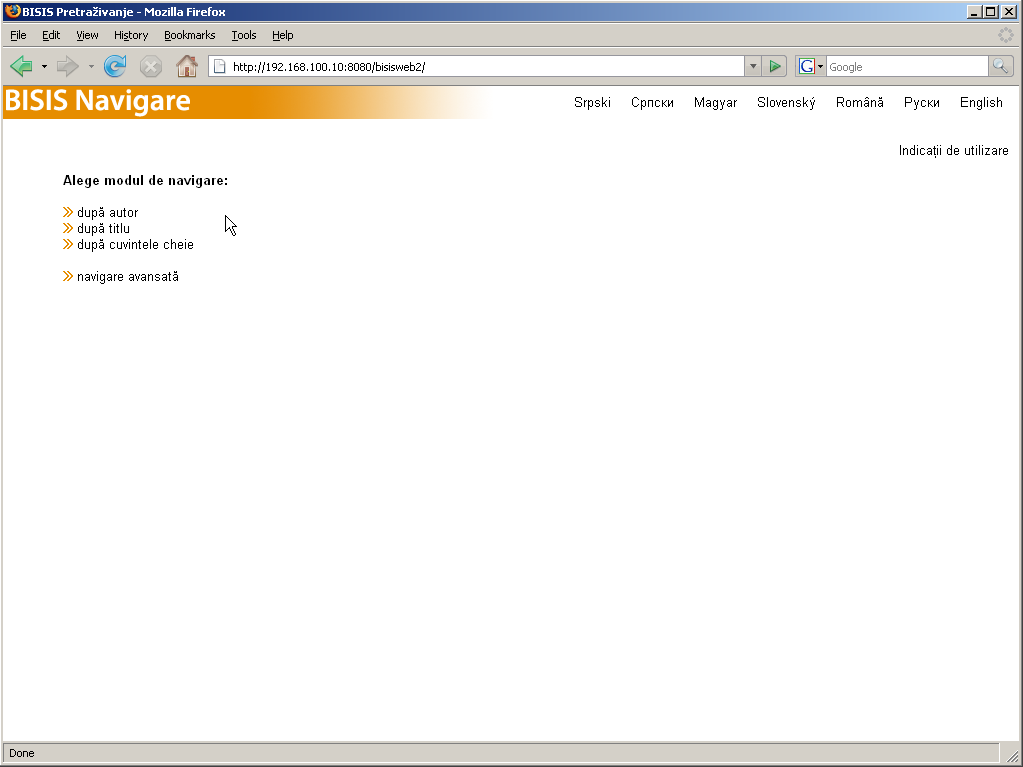 BISIS Pretraživanje - Mozilla Firefox
File Edit View History Bookmarks Tools Help
http://192.168.100.10:8080/bisisweb2/ G Google
BISIS Navigare Srpski Српски Magyar Slovenský Română Руски English
Indicații de utilizare
Alege modul de navigare:
după autor
după titlu
după cuvintele cheie
navigare avansată
Done